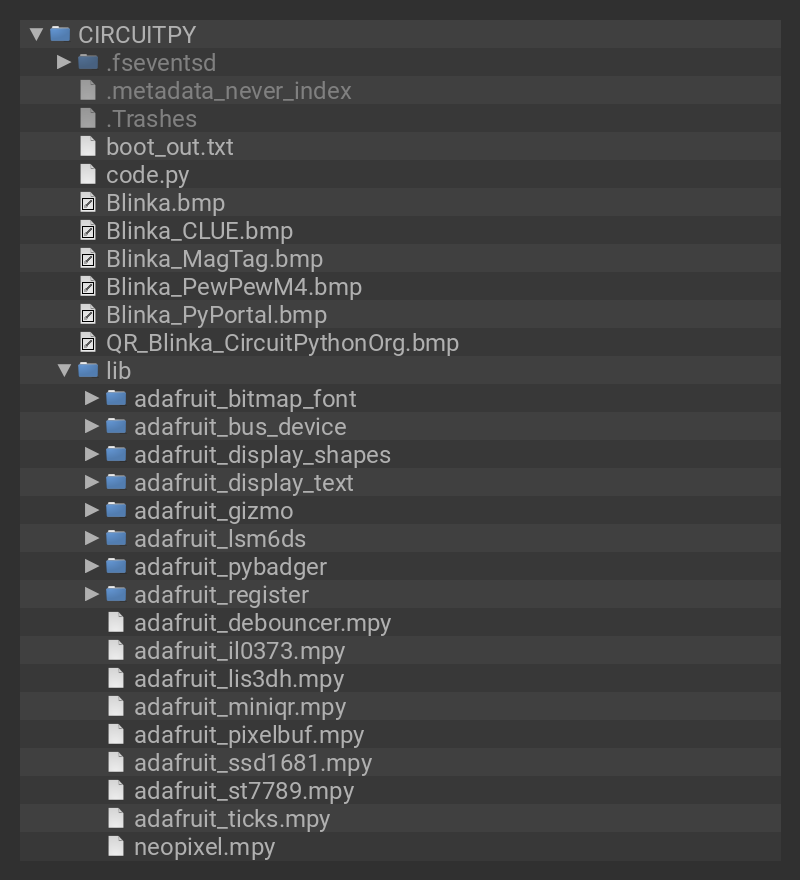 CIRCUITPY
.fseventsd
.metadata_never_index
.Trashes
boot_out.txt
code.py
Blinka.bmp
Blinka_CLUE.bmp
Blinka_MagTag.bmp
Blinka_PewPewM4.bmp
Blinka_PyPortal.bmp
QR_Blinka_CircuitPythonOrg.bmp
lib
adafruit_bitmap_font
adafruit_bus_device
adafruit_display_shapes
adafruit_display_text
adafruit_gizmo
adafruit_lsm6ds
adafruit_pybadger
adafruit_register
adafruit_debouncer.mpy
adafruit_il0373.mpy
adafruit_lis3dh.mpy
adafruit_miniqr.mpy
adafruit_pixelbuf.mpy
adafruit_ssd1681.mpy
adafruit_st7789.mpy
adafruit_ticks.mpy
neopixel.mpy